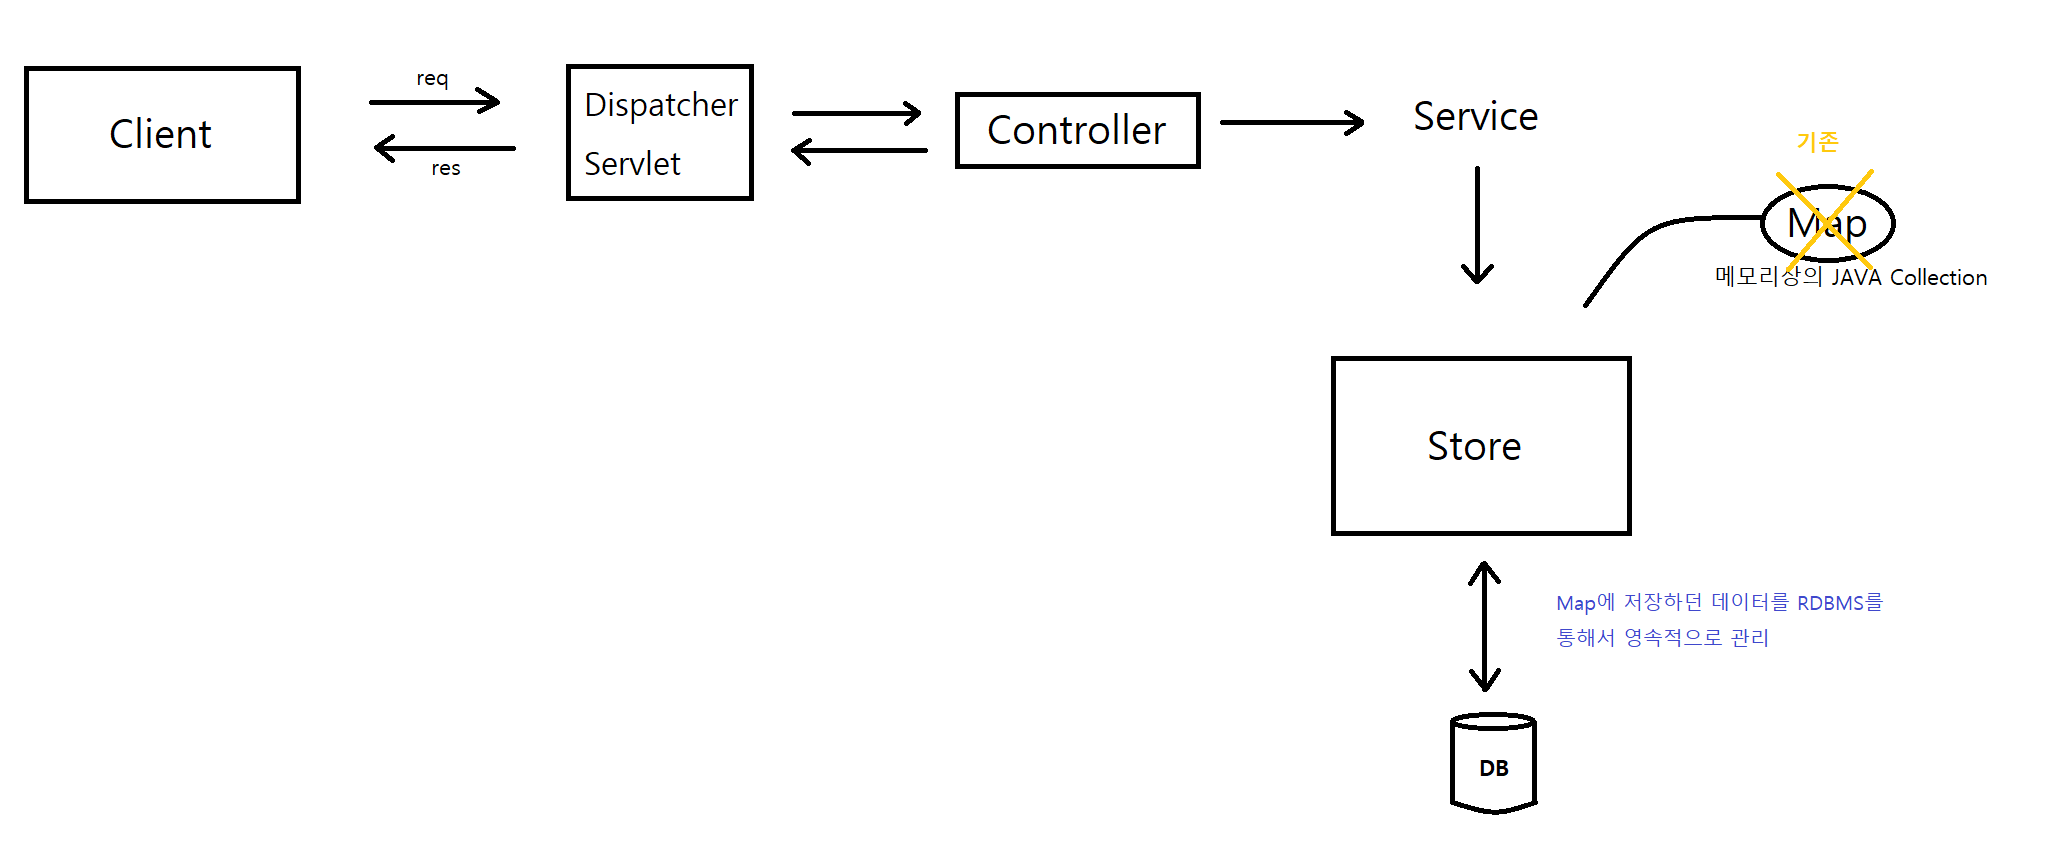 Client
req
res
Dispatcher
Servlet
Controller
Service
기존
Map
메모리상의 JAVA Collection
Store
Map에 저장하던 데이터를 RDBMS를
통해서 영속적으로 관리
DB